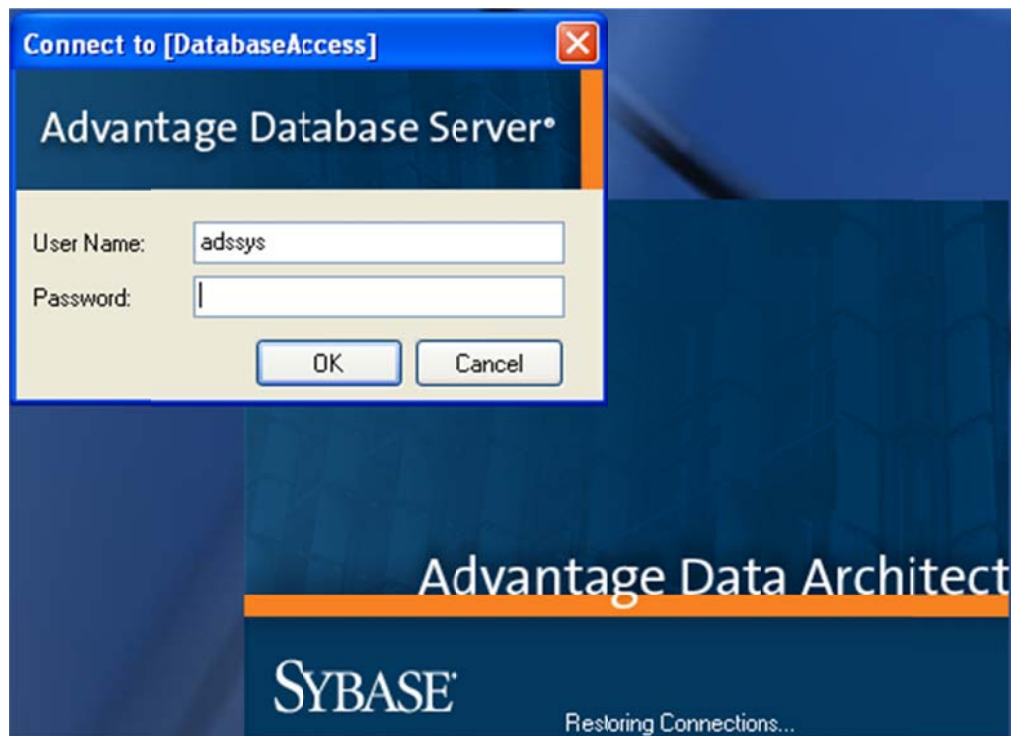 Connect to [DatabaseAccess]
Advantage Database Server®
User Name:
adssys
Password:
OK
Cancel
Advantage Data Architect
SYBASE®
Restoring Connections...